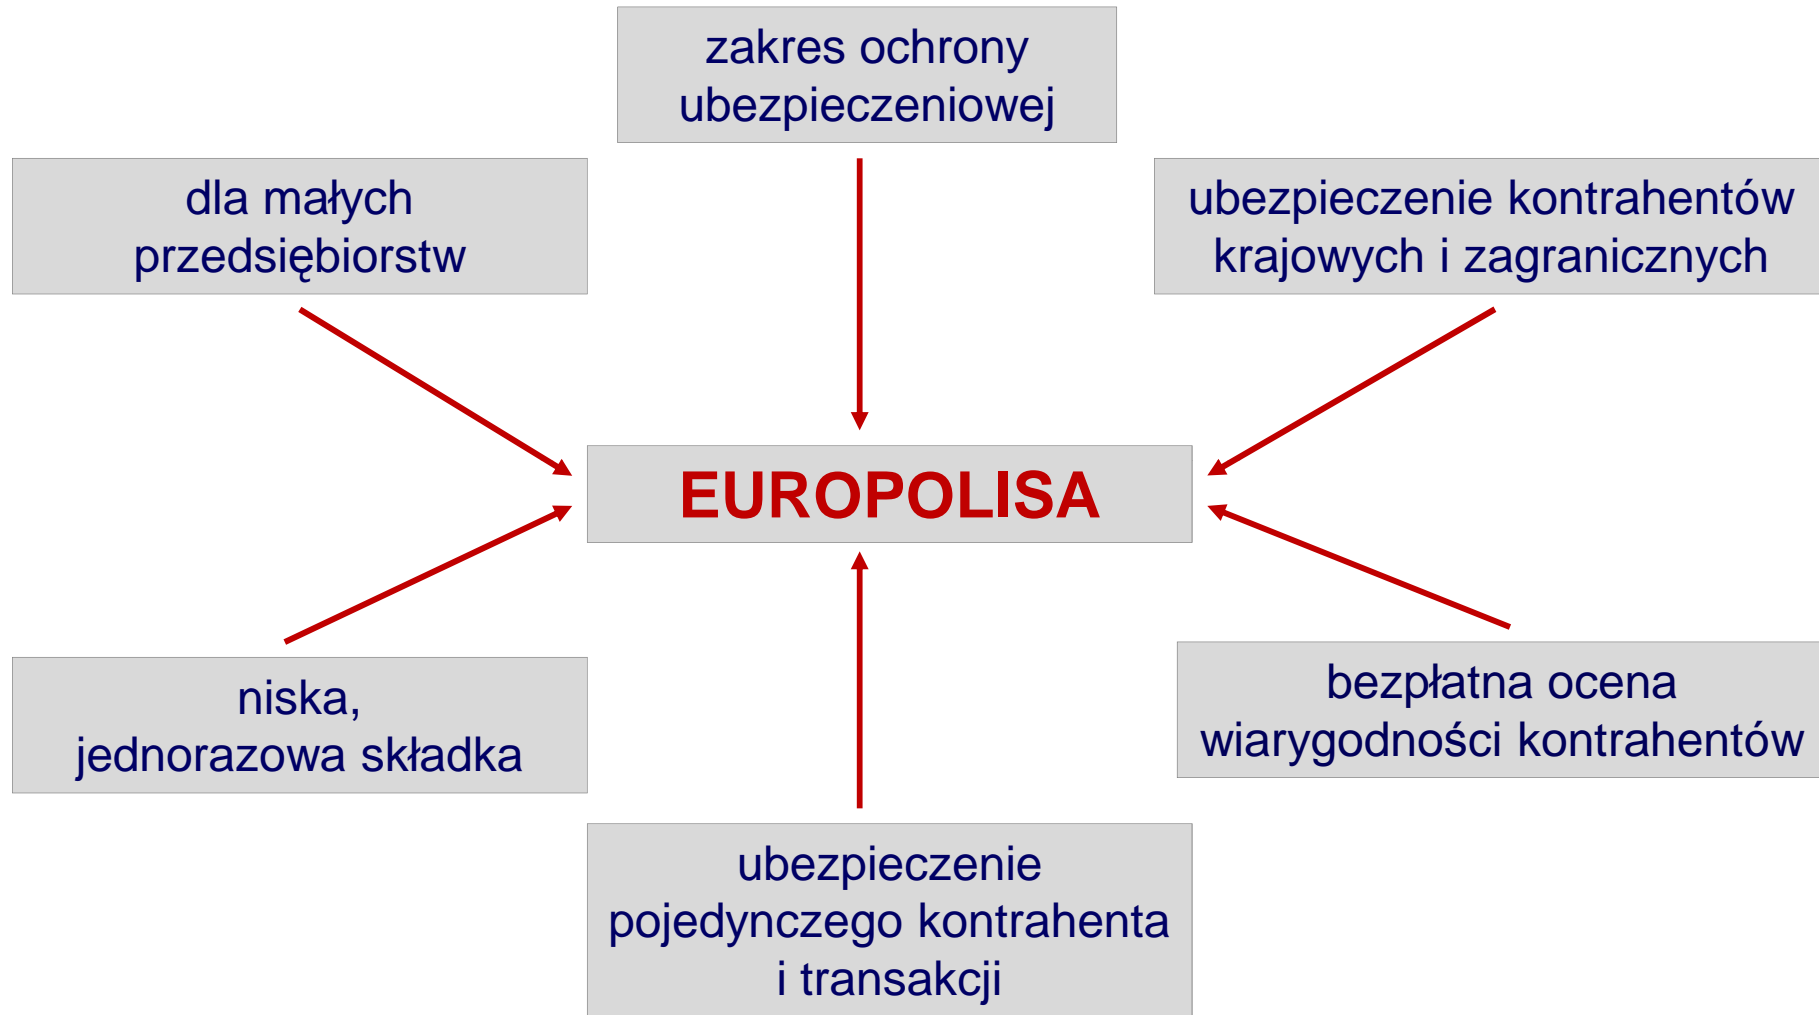 zakres ochrony
ubezpieczeniowej
dla małych
przedsiębiorstw
ubezpieczenie kontrahentów
krajowych i zagranicznych
EUROPOLISA
niska,
jednorazowa składka
bezpłatna ocena
wiarygodności kontrahentów
ubezpieczenie
pojedynczego kontrahenta
i transakcji